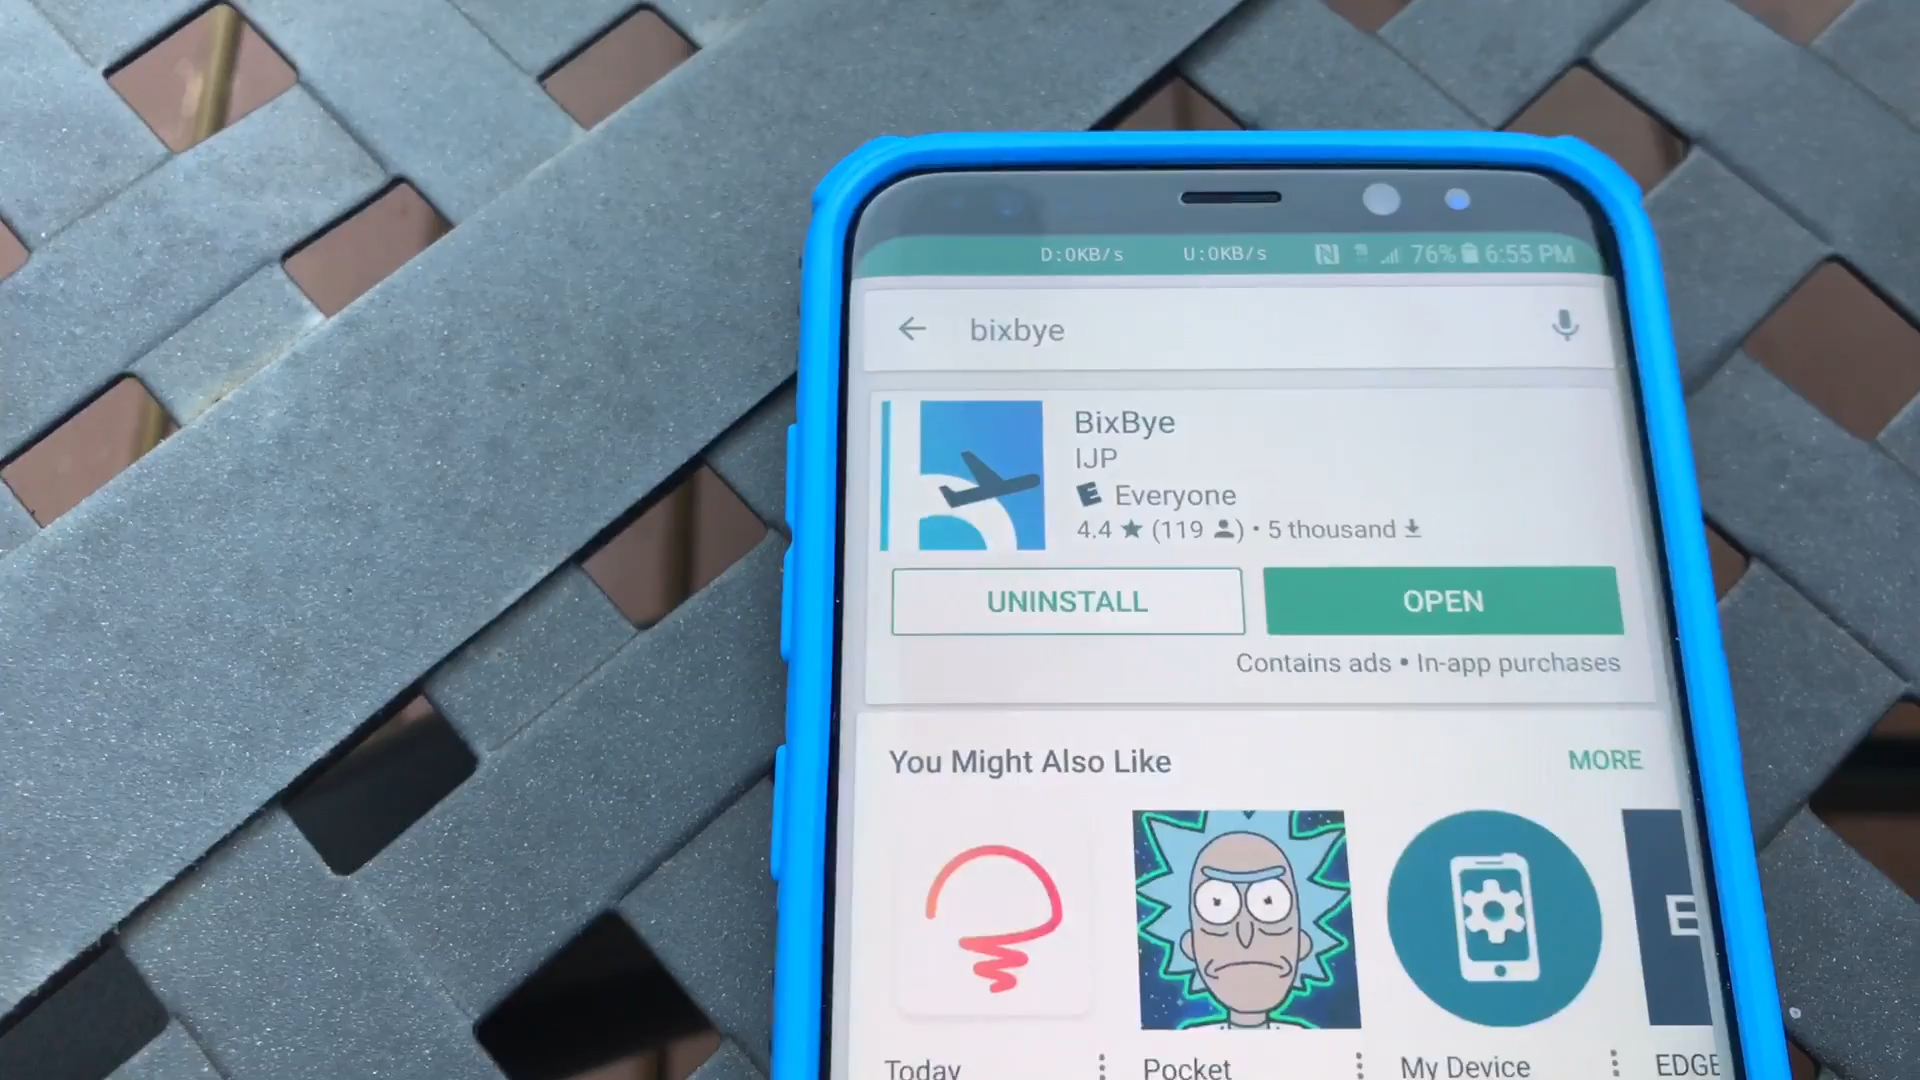 D:0KB/s U:0KB/s 76% 6:55 PM
bixbye
BixBye
IJP
E Everyone
4.4 ★ (119) • 5 thousand
UNINSTALL OPEN
Contains ads • In-app purchases
You Might Also Like MORE
Today Pocket My Device EDGE